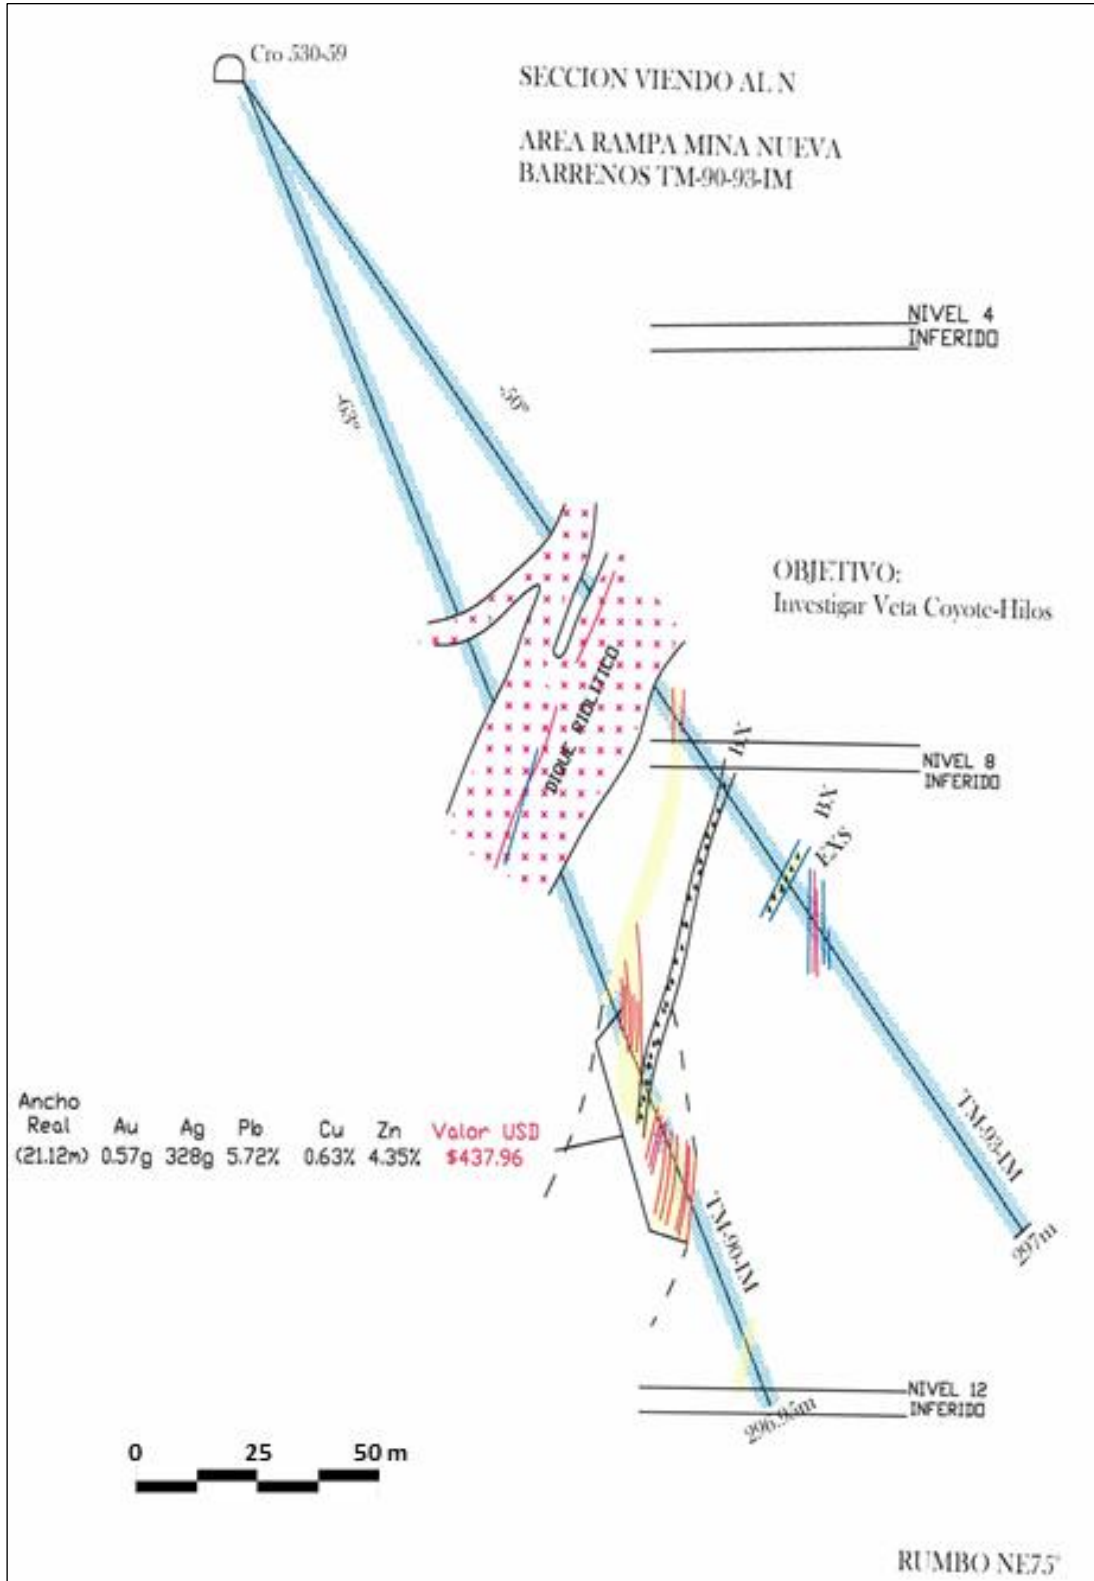 Cro 530-59
SECCION VIENDO AL N
AREA RAMPA MINA NUEVA
BARRENOS TM-90-93-IM
NIVEL 4
INFERIDO
-63°
-50°
OBJETIVO:
Investigar Veta Coyote-Hilos
DIQUE RIOLITICO
BX
NIVEL 8
INFERIDO
BX
EXS
Ancho
Real Au Ag Pb Cu Zn Valor USD
(21.12m) 0.57g 328g 5.72% 0.63% 4.35% $437.96
TM-93-IM
297m
TM-90-IM
NIVEL 12
INFERIDO
296.95m
0 25 50 m
RUMBO NE75°